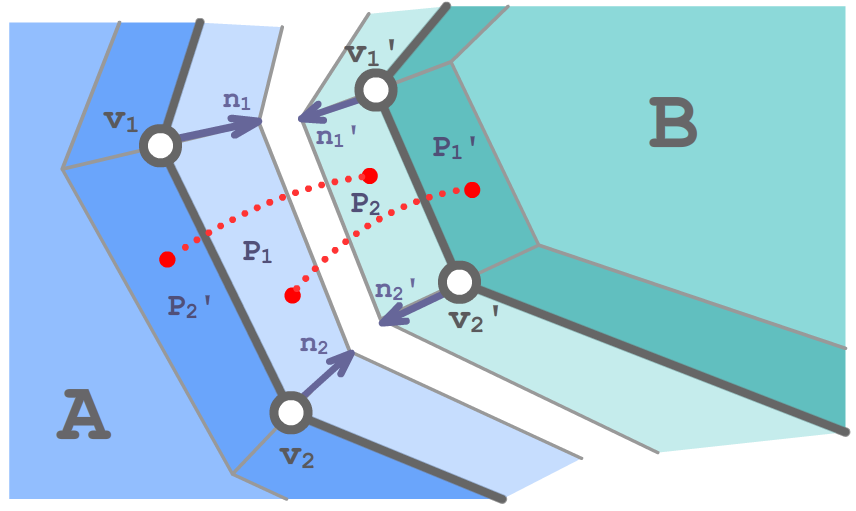 v₁'
n₁
B
v₁
n₁'
P₁'
P₂
P₁
n₂'
P₂'
v₂'
n₂
A
v₂